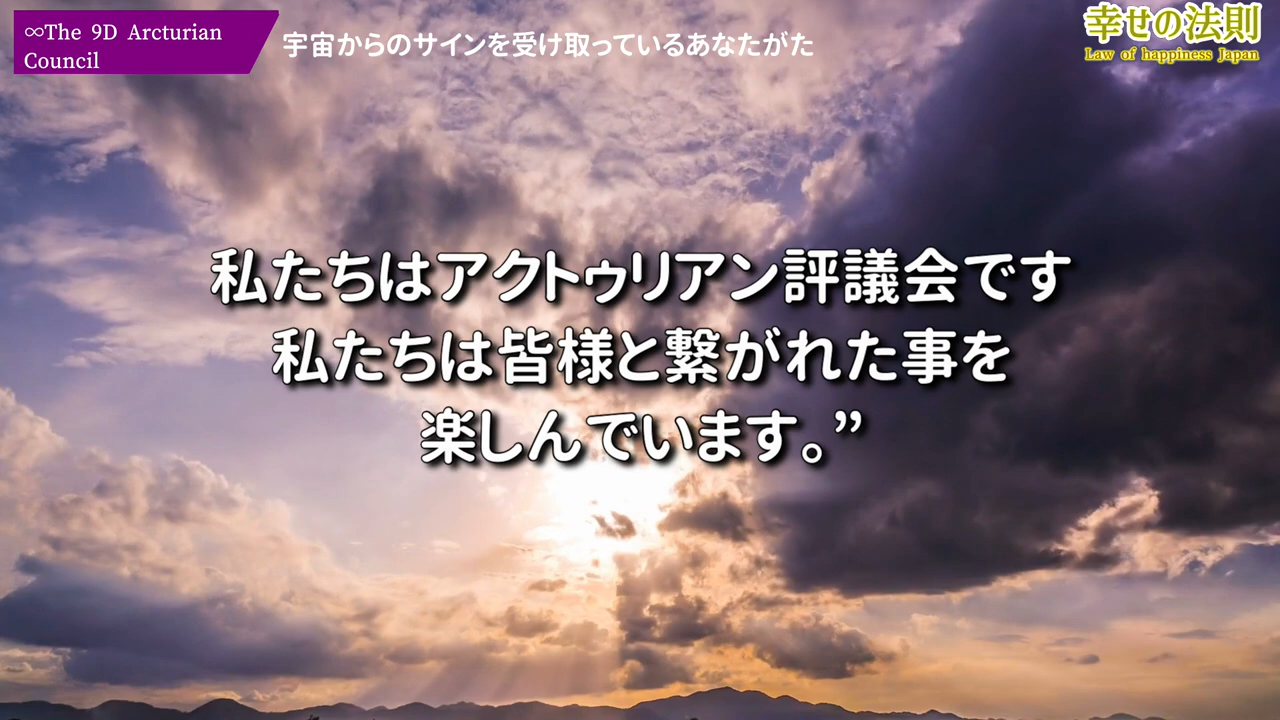 ∞The 9D Arcturian
Council
宇宙からのサインを受け取っているあなたがた
幸せの法則
Law of happiness Japan
私たちはアクトゥリアン評議会です
私たちは皆様と繋がれた事を
楽しんでいます。”